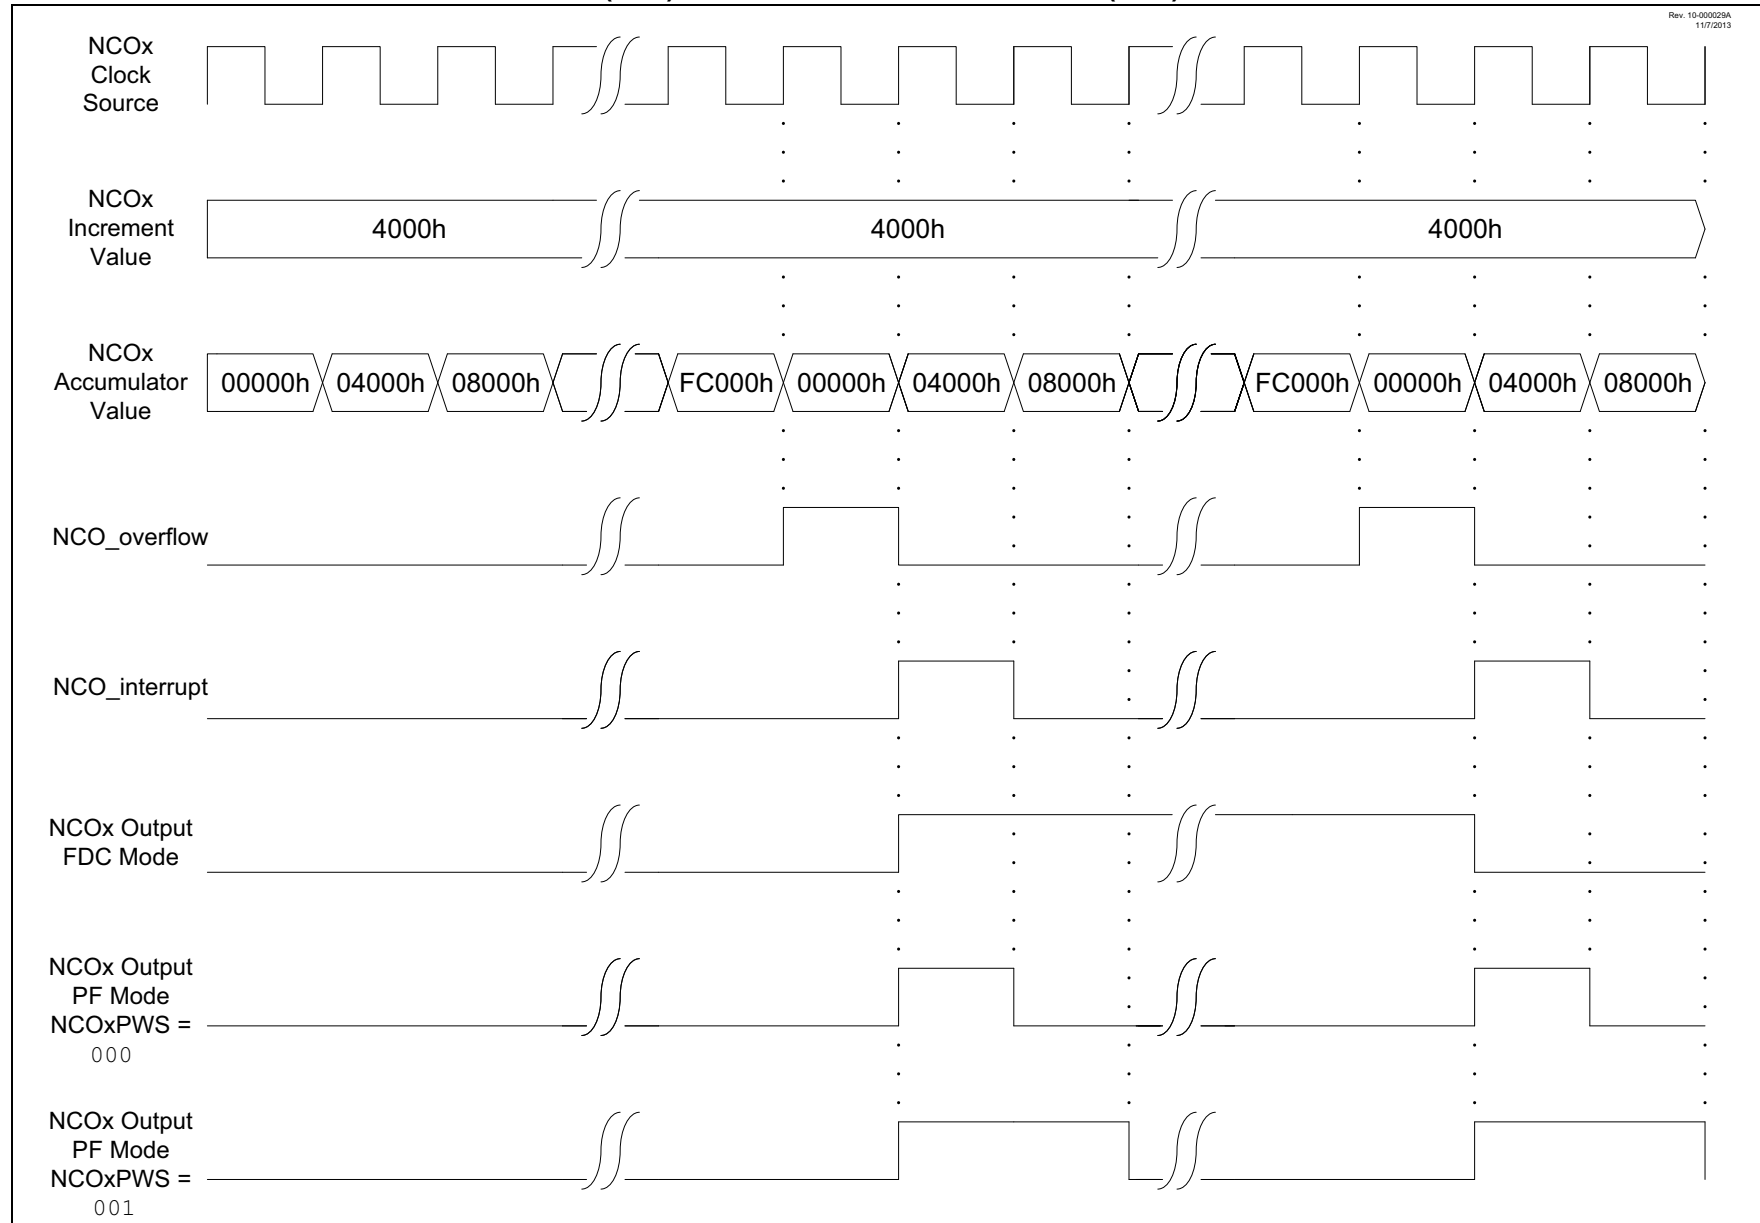 Rev. 10-000029A
11/7/2013
NCOx
Clock
Source
NCOx
Increment
Value
4000h
4000h
4000h
NCOx
Accumulator
Value
00000h
04000h
08000h
FC000h
00000h
04000h
08000h
FC000h
00000h
04000h
08000h
NCO_overflow
NCO_interrupt
NCOx Output
FDC Mode
NCOx Output
PF Mode
NCOxPWS =
000
NCOx Output
PF Mode
NCOxPWS =
001